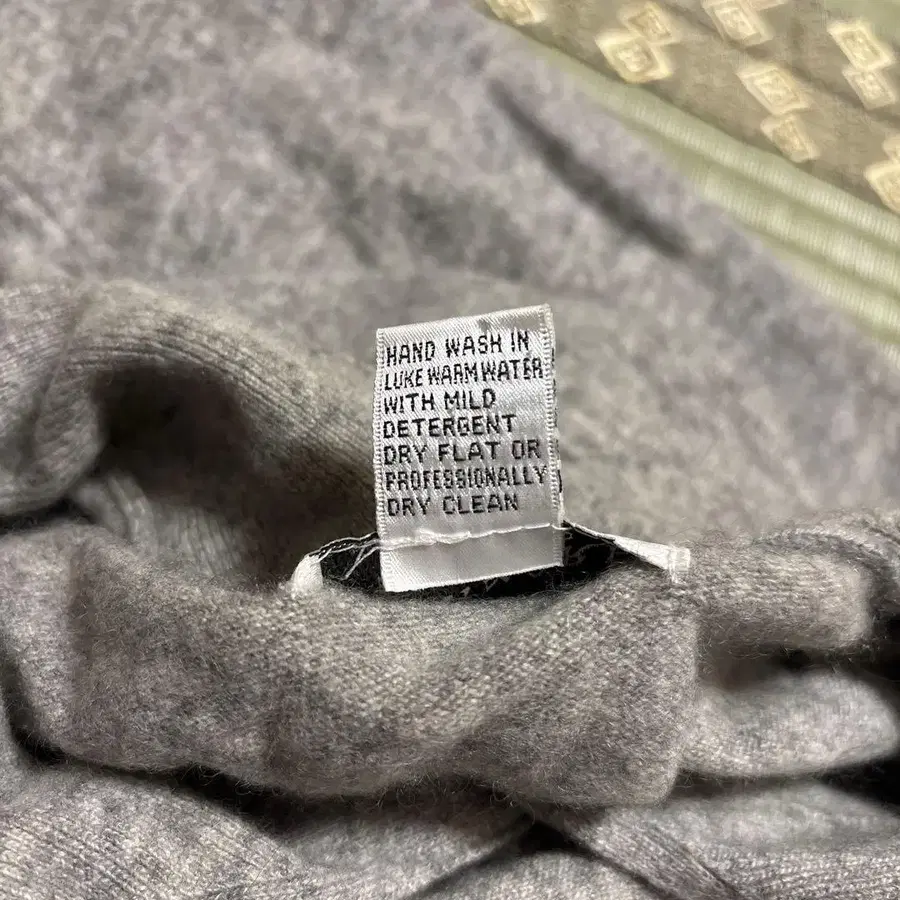 HAND WASH IN
LUKE WARM WATER
WITH MILD
DETERGENT
DRY FLAT OR
PROFESSIONALLY
DRY CLEAN